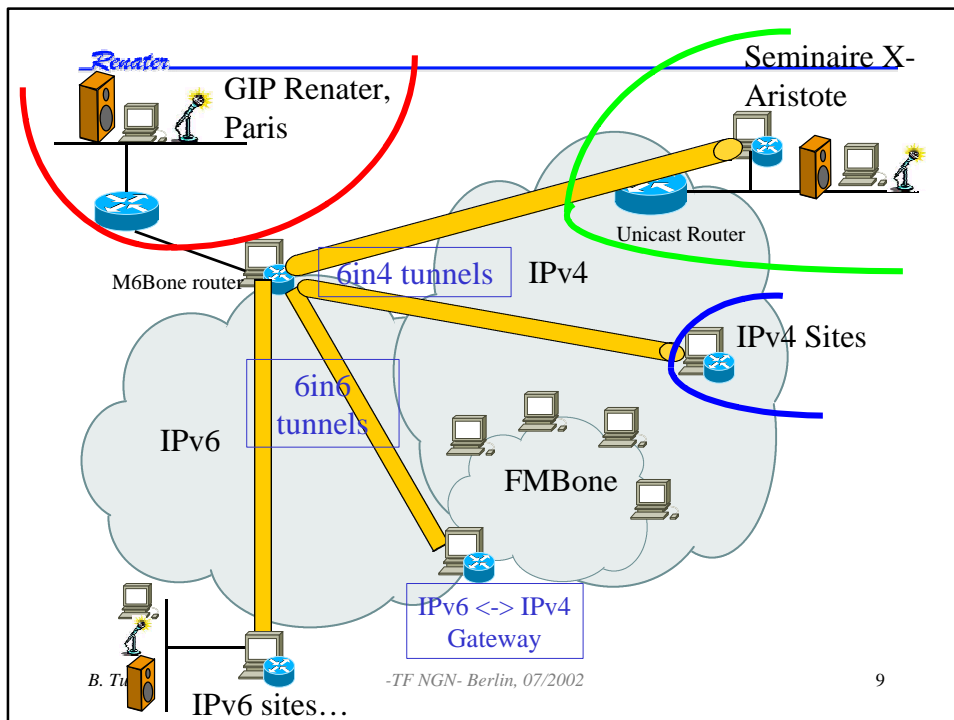 Renater
GIP Renater,
Paris
Seminaire X-
Aristote
Unicast Router
M6Bone router
6in4 tunnels
IPv4
IPv4 Sites
6in6
tunnels
IPv6
FMBone
IPv6 <-> IPv4
Gateway
B.
-TF NGN- Berlin, 07/2002
9
IPv6 sites…